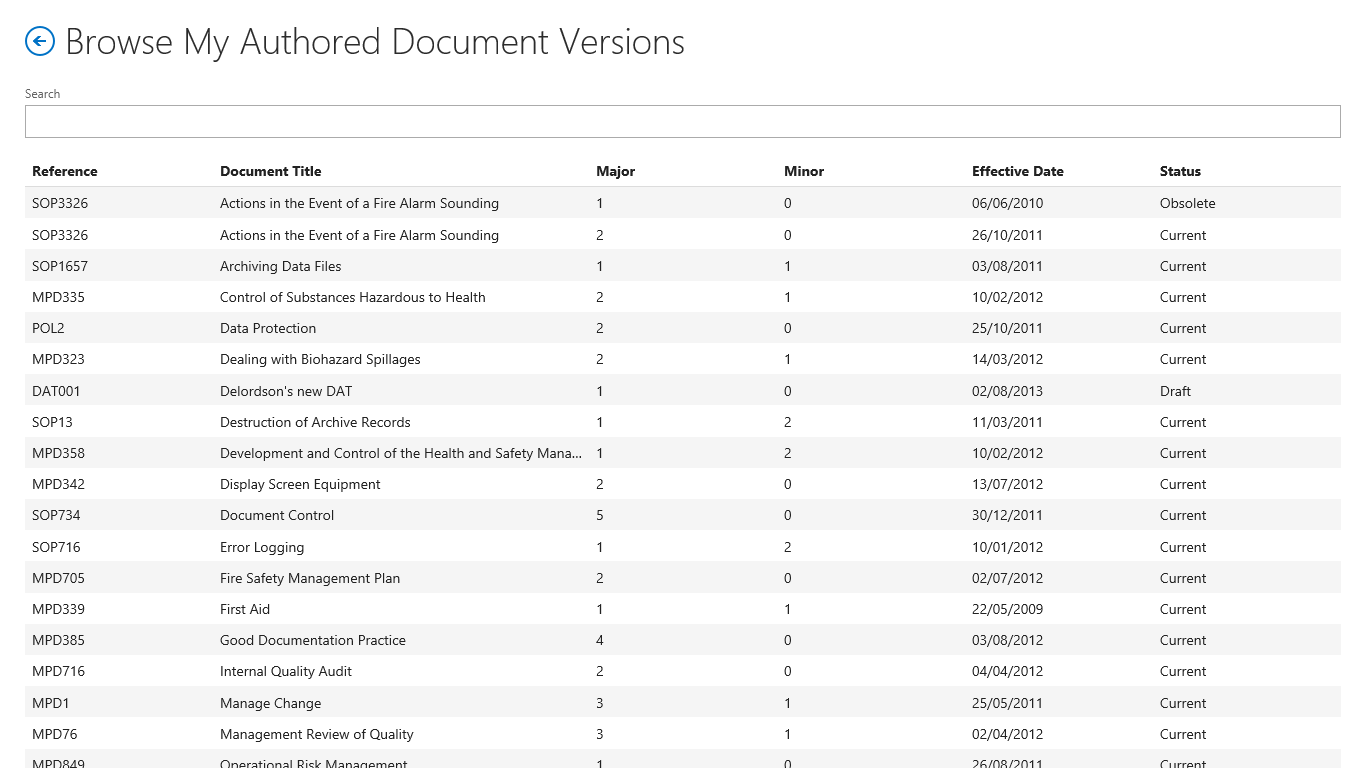 Browse My Authored Document Versions
Search
Reference Document Title Major Minor Effective Date Status
SOP3326 Actions in the Event of a Fire Alarm Sounding 1 0 06/06/2010 Obsolete
SOP3326 Actions in the Event of a Fire Alarm Sounding 2 0 26/10/2011 Current
SOP1657 Archiving Data Files 1 1 03/08/2011 Current
MPD335 Control of Substances Hazardous to Health 2 1 10/02/2012 Current
POL2 Data Protection 2 0 25/10/2011 Current
MPD323 Dealing with Biohazard Spillages 2 1 14/03/2012 Current
DAT001 Delordson's new DAT 1 0 02/08/2013 Draft
SOP13 Destruction of Archive Records 1 2 11/03/2011 Current
MPD358 Development and Control of the Health and Safety Mana... 1 2 10/02/2012 Current
MPD342 Display Screen Equipment 2 0 13/07/2012 Current
SOP734 Document Control 5 0 30/12/2011 Current
SOP716 Error Logging 1 2 10/01/2012 Current
MPD705 Fire Safety Management Plan 2 0 02/07/2012 Current
MPD339 First Aid 1 1 22/05/2009 Current
MPD385 Good Documentation Practice 4 0 03/08/2012 Current
MPD716 Internal Quality Audit 2 0 04/04/2012 Current
MPD1 Manage Change 3 1 25/05/2011 Current
MPD76 Management Review of Quality 3 1 02/04/2012 Current
MPD849 Operational Risk Management 1 0 26/08/2011 Current